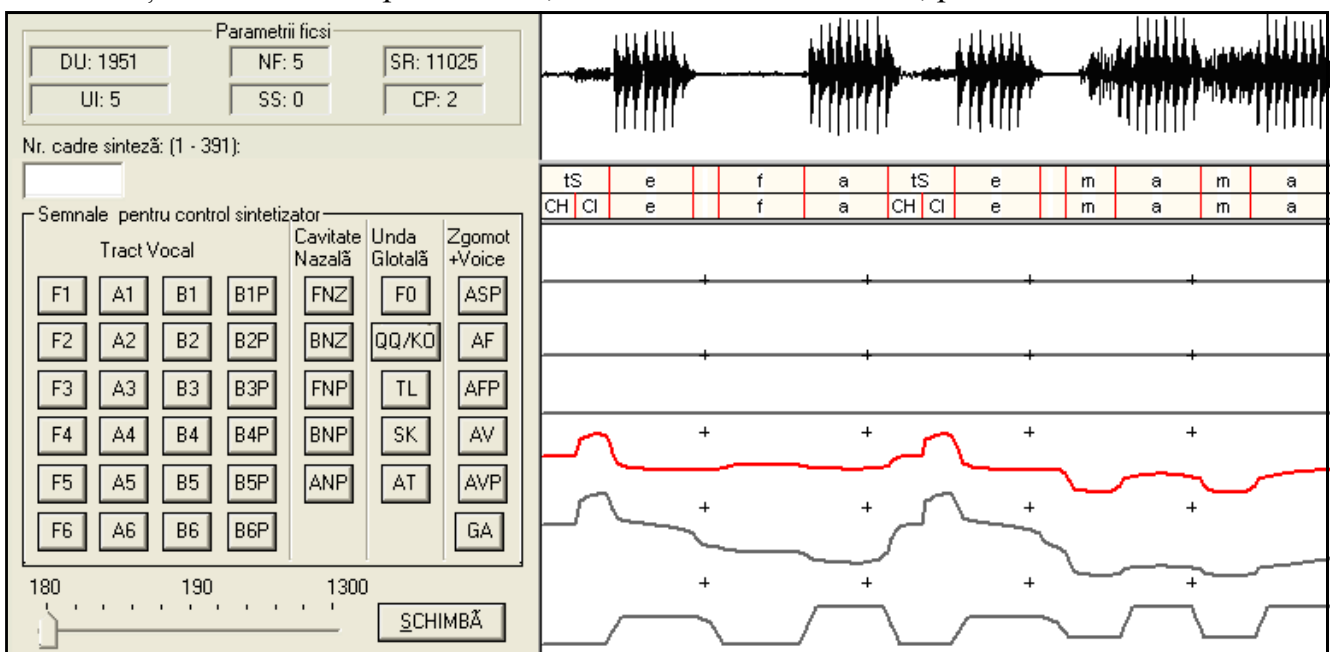 Parametrii ficsi
DU: 1951 NF: 5 SR: 11025
UI: 5 SS: 0 CP: 2
Nr. cadre sinteză: (1 - 391):
Semnale pentru control sintetizator
Tract Vocal Cavitate Nazală Unda Glotală Zgomot +Voice
F1 A1 B1 B1P FNZ F0 ASP
F2 A2 B2 B2P BNZ QQ/KO AF
F3 A3 B3 B3P FNP TL AFP
F4 A4 B4 B4P BNP SK AV
F5 A5 B5 B5P ANP AT AVP
F6 A6 B6 B6P GA
180 190 1300
SCHIMBĂ
tS e f a tS e m a m a
CH CI e f a CH CI e m a m a